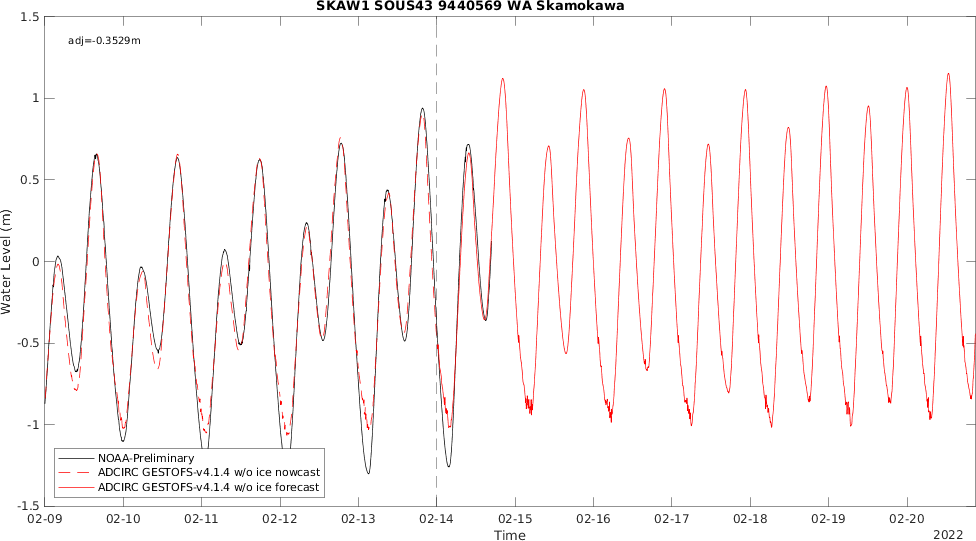 SKAW1 SOUS43 9440569 WA Skamokawa
adj=-0.3529m
1.5
1
0.5
0
-0.5
-1
-1.5
Water Level (m)
NOAA-Preliminary
ADCIRC GESTOFS-v4.1.4 w/o ice nowcast
ADCIRC GESTOFS-v4.1.4 w/o ice forecast
02-09 02-10 02-11 02-12 02-13 02-14 02-15 02-16 02-17 02-18 02-19 02-20
Time
2022